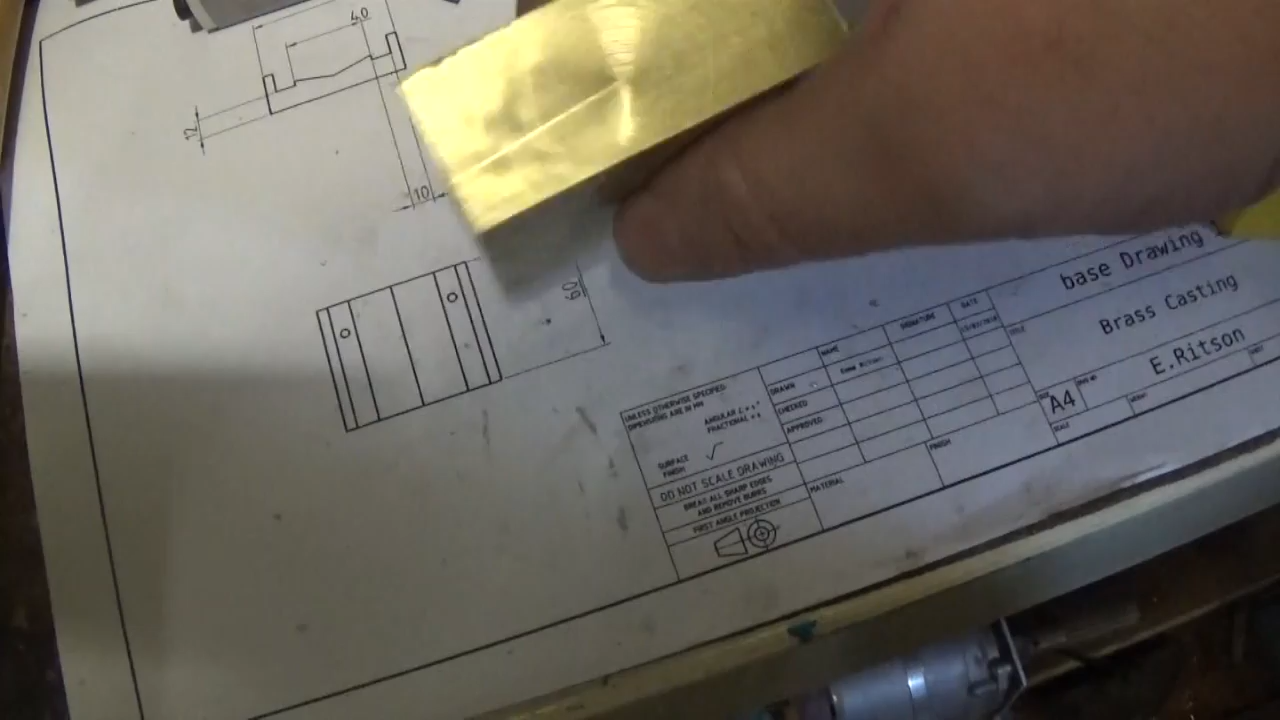 40
12
10
60
base Drawing
Brass Casting
E.Ritson
UNLESS OTHERWISE SPECIFIED
DIMENSIONS ARE IN MM
ANGULAR
FRACTIONAL
SURFACE
FINISH
DO NOT SCALE DRAWING
BREAK ALL SHARP EDGES
AND REMOVE BURRS
FIRST ANGLE PROJECTION
NAME
SIGNATURE
DATE
DRAWN
CHECKED
APPROVED
MATERIAL
FINISH
TITLE
SIZE
A4
SCALE